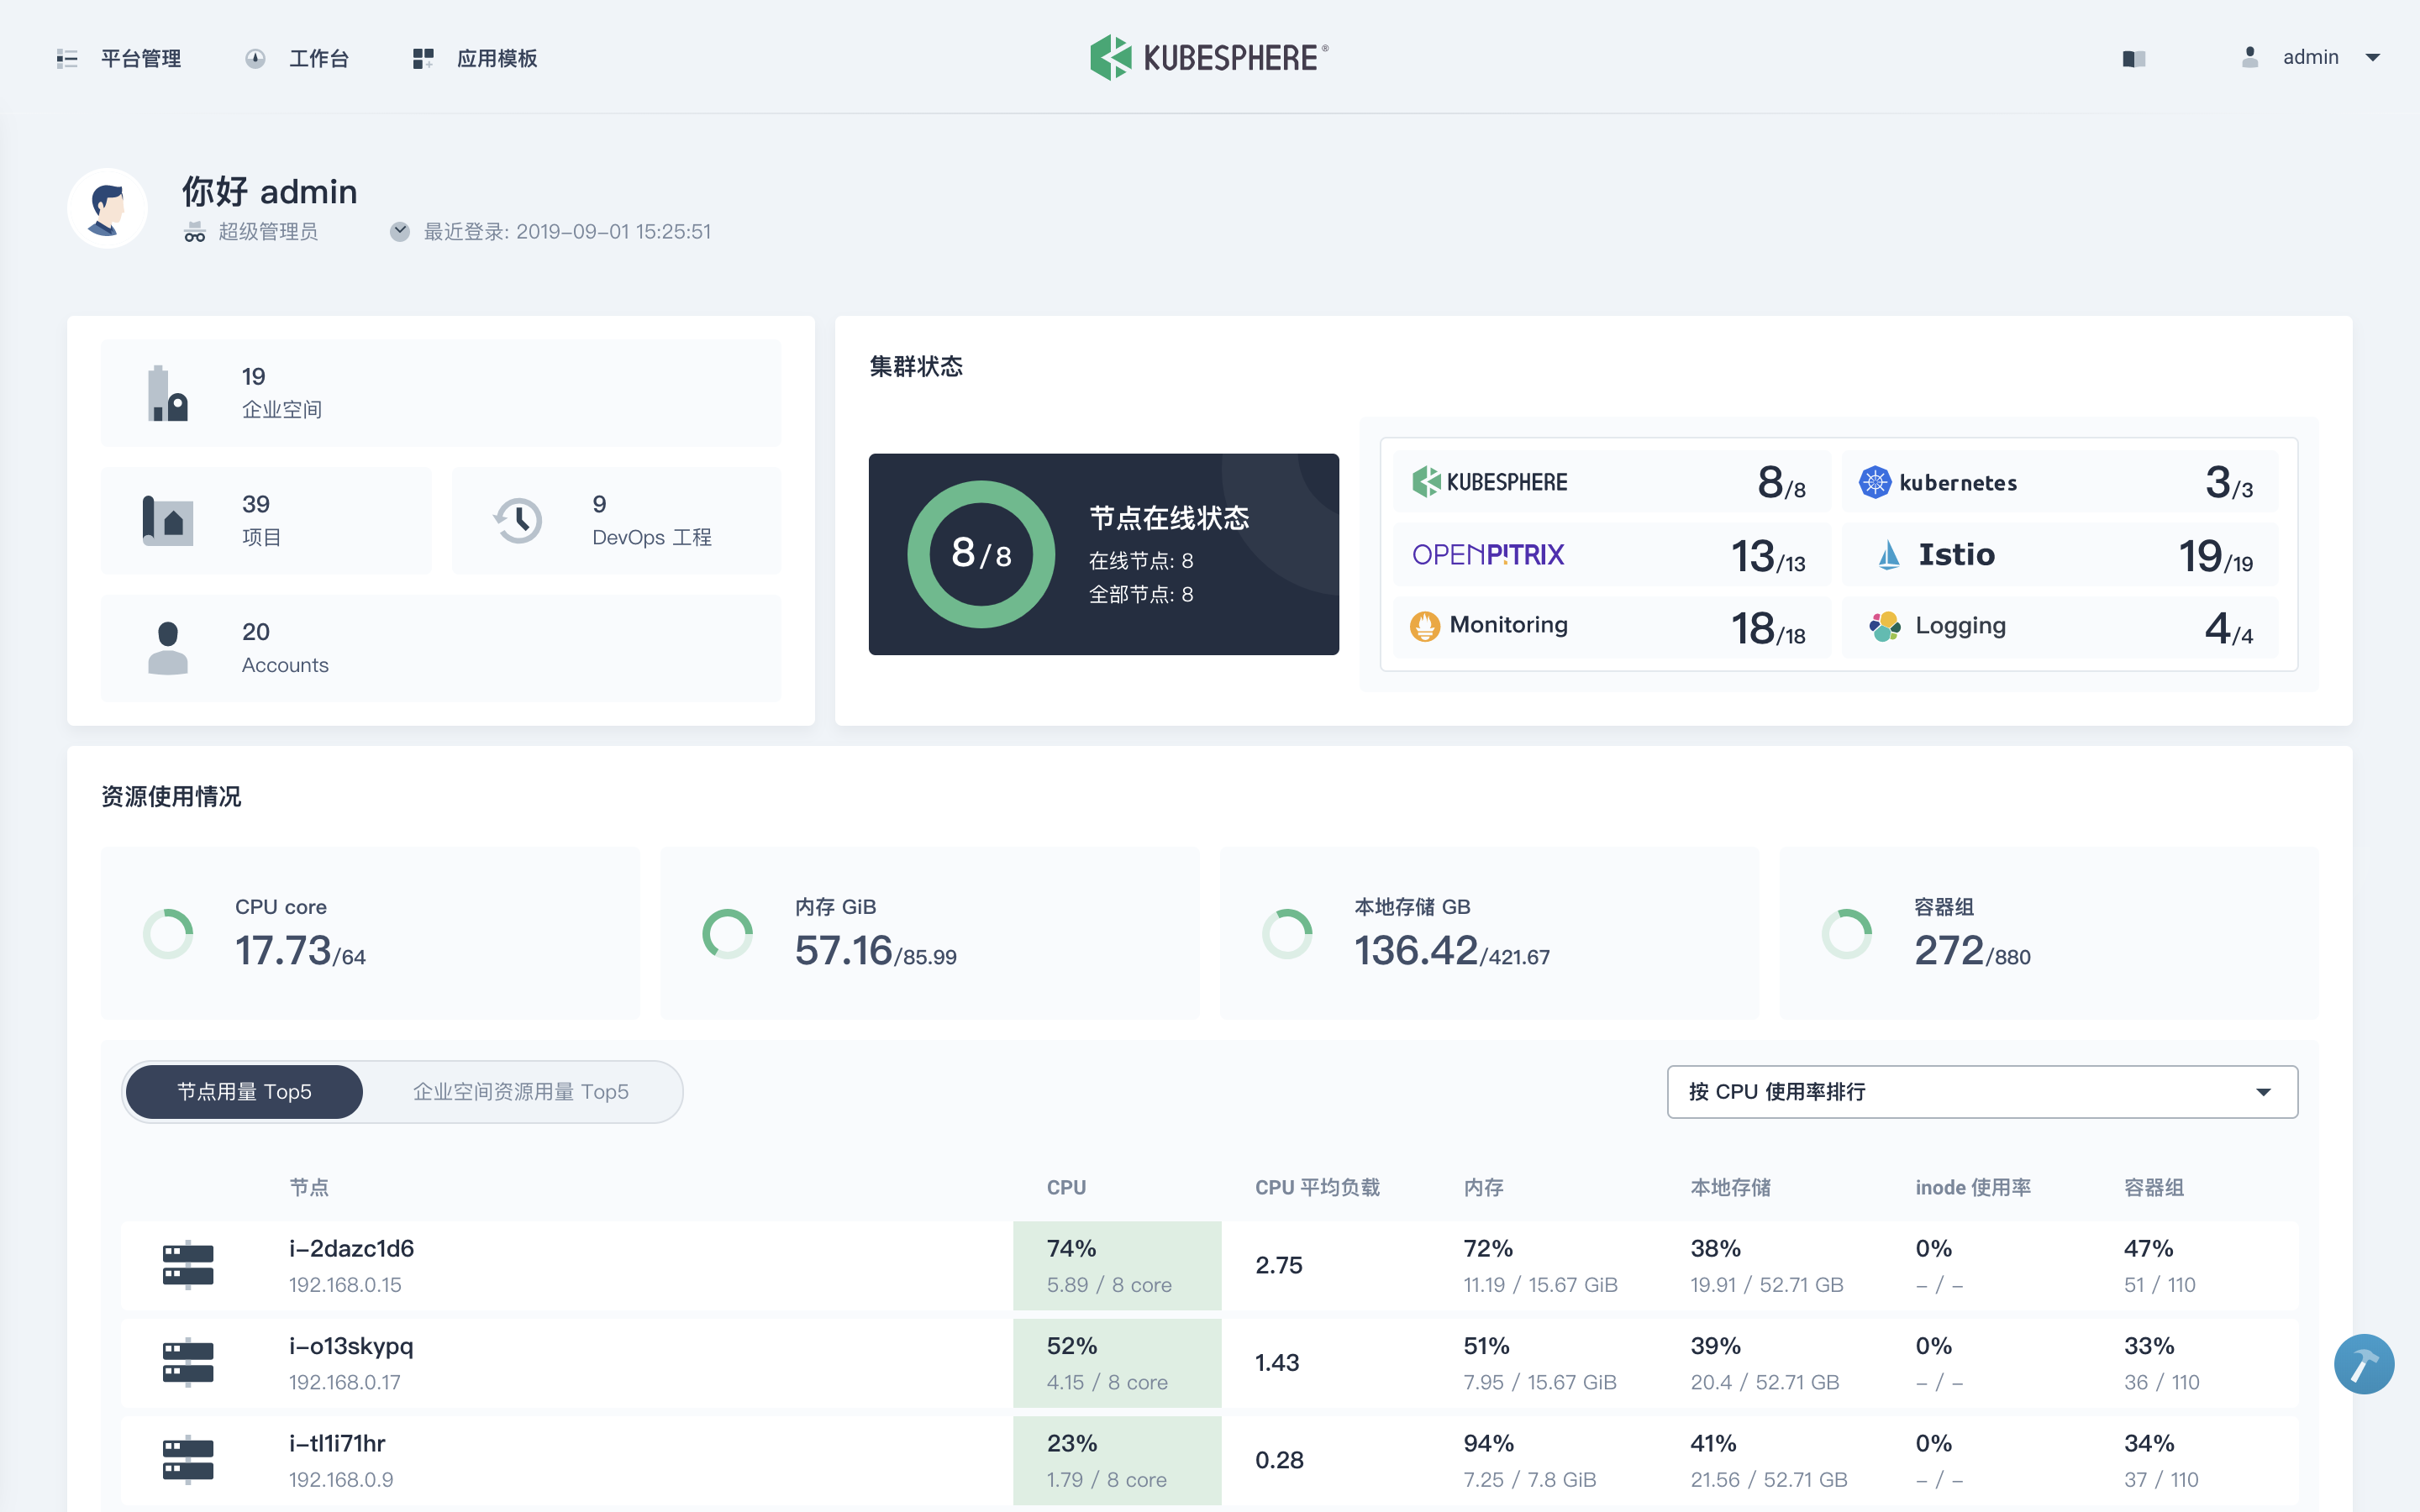 平台管理 工作台 应用模板 KUBESPHERE® admin
你好 admin
超级管理员 最近登录: 2019-09-01 15:25:51
19
企业空间
39
项目
9
DevOps 工程
20
Accounts
集群状态
8/8
节点在线状态
在线节点: 8
全部节点: 8
KUBESPHERE 8/8
kubernetes 3/3
OPENPITRIX 13/13
Istio 19/19
Monitoring 18/18
Logging 4/4
资源使用情况
CPU core
17.73/64
内存 GiB
57.16/85.99
本地存储 GB
136.42/421.67
容器组
272/880
节点用量 Top5 企业空间资源用量 Top5 按 CPU 使用率排行
节点 CPU CPU 平均负载 内存 本地存储 inode 使用率 容器组
i-2dazc1d6 74% 2.75 72% 38% 0% 47%
192.168.0.15 5.89 / 8 core 11.19 / 15.67 GiB 19.91 / 52.71 GB - / - 51 / 110
i-o13skypq 52% 1.43 51% 39% 0% 33%
192.168.0.17 4.15 / 8 core 7.95 / 15.67 GiB 20.4 / 52.71 GB - / - 36 / 110
i-tl1i71hr 23% 0.28 94% 41% 0% 34%
192.168.0.9 1.79 / 8 core 7.25 / 7.8 GiB 21.56 / 52.71 GB - / - 37 / 110